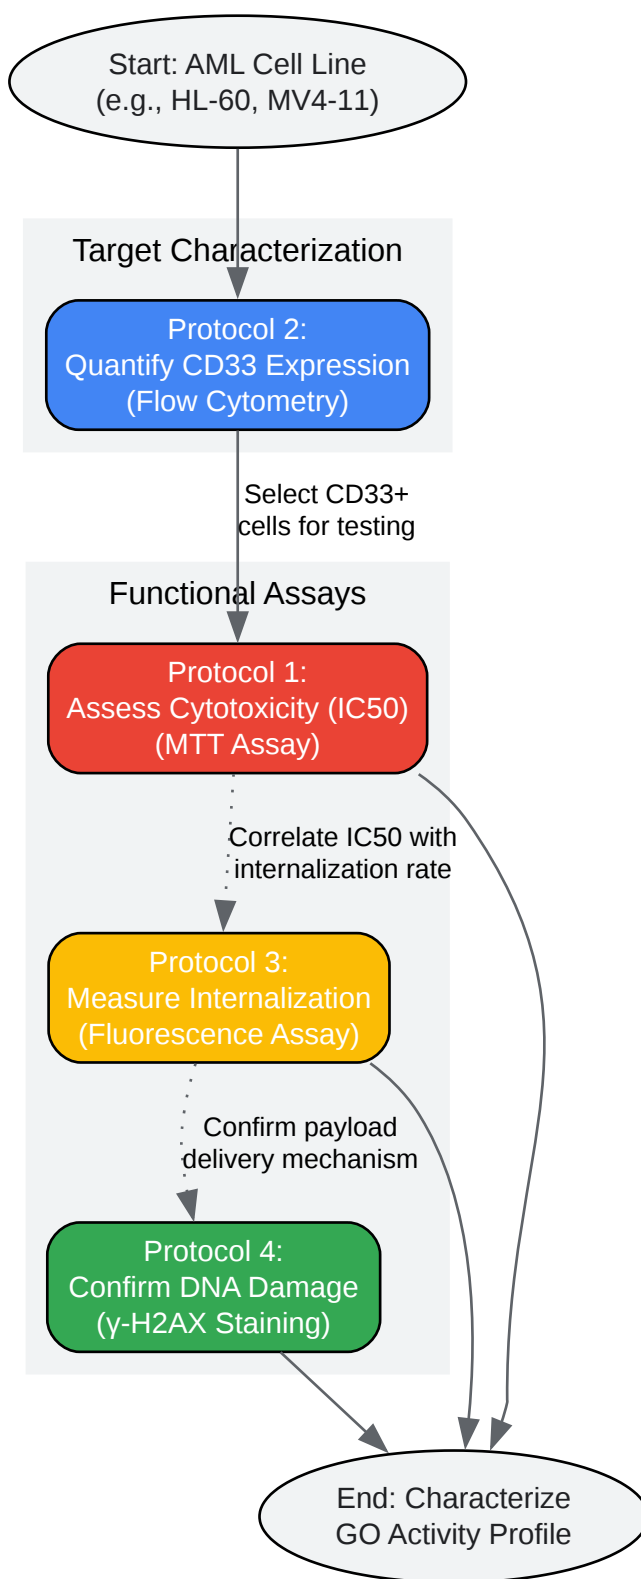 Start: AML Cell Line
(e.g., HL-60, MV4-11)
Target Characterization
Protocol 2:
Quantify CD33 Expression
(Flow Cytometry)
Select CD33+
cells for testing
Functional Assays
Protocol 1:
Assess Cytotoxicity (IC50)
(MTT Assay)
Correlate IC50 with
internalization rate
Protocol 3:
Measure Internalization
(Fluorescence Assay)
Confirm payload
delivery mechanism
Protocol 4:
Confirm DNA Damage
(γ-H2AX Staining)
End: Characterize
GO Activity Profile